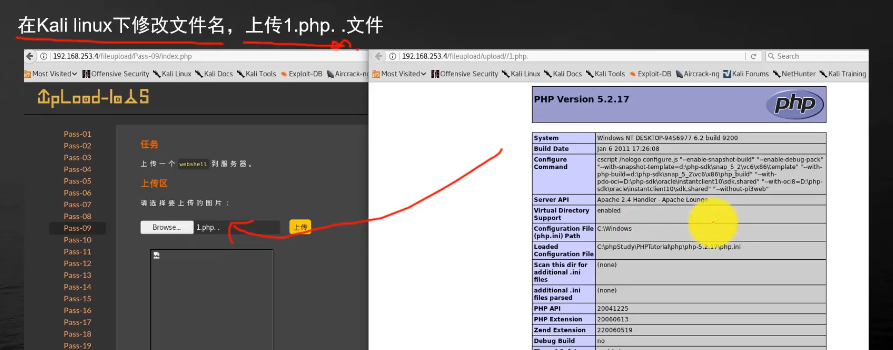 在Kali linux下修改文件名，上传1.php. .文件
192.168.253.4/fileupload/Pass-09/index.php
192.168.253.4/fileupload/upload//1.php.
Search
Most Visited
Offensive Security
Kali Linux
Kali Docs
Kali Tools
Exploit-DB
Aircrack-ng
Most Visited
Offensive Security
Kali Linux
Kali Docs
Kali Tools
Exploit-DB
Aircrack-ng
Kali Forums
NetHunter
Kali Training
UpLoad-labs
Pass-01
Pass-02
Pass-03
Pass-04
Pass-05
Pass-06
Pass-07
Pass-08
Pass-09
Pass-10
Pass-11
Pass-12
Pass-13
Pass-14
Pass-15
Pass-16
Pass-17
Pass-18
Pass-19
任务
上传一个 webshell 到服务器。
上传区
请选择要上传的图片：
Browse... 1.php. . 上传
PHP Version 5.2.17
php
System Windows NT DESKTOP-94S6977 6.2 build 9200
Build Date Jan 6 2011 17:26:08
Configure Command cscript /nologo configure.js "--enable-snapshot-build" "--enable-debug-pack"
"--with-snapshot-template=d:\php-sdk\snap_5_2\vc6\x86\template" "--with-
php-build=d:\php-sdk\snap_5_2\vc6\x86\php_build" "--with-
pdo-oci=D:\php-sdk\oracle\instantclient10\sdk,shared" "--with-oci8=D:\php-
sdk\oracle\instantclient10\sdk,shared" "--without-pi3web"
Server API Apache 2.4 Handler - Apache Lounge
Virtual Directory Support enabled
Configuration File (php.ini) Path C:\Windows
Loaded Configuration File C:\phpStudy\PHPTutorial\php\php-5.2.17\php.ini
Scan this dir for additional .ini files (none)
additional .ini files parsed (none)
PHP API 20041225
PHP Extension 20060613
Zend Extension 220060519
Debug Build no